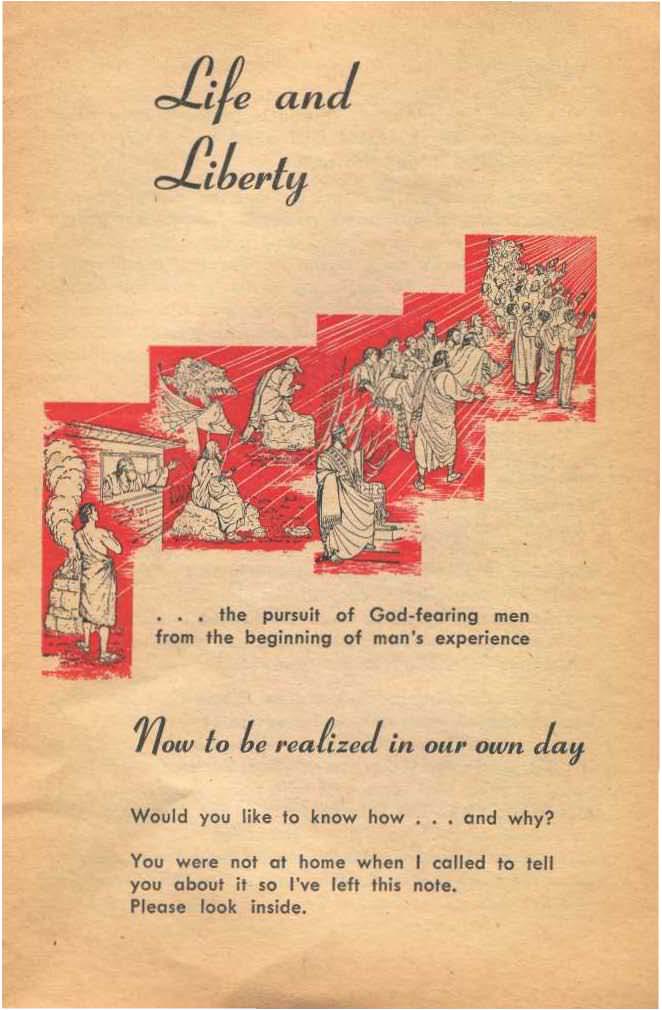 Life and
Liberty
. . . the pursuit of God-fearing men
from the beginning of man's experience
Now to be realized in our own day
Would you like to know how . . . and why?
You were not at home when I called to tell
you about it so I've left this note.
Please look inside.